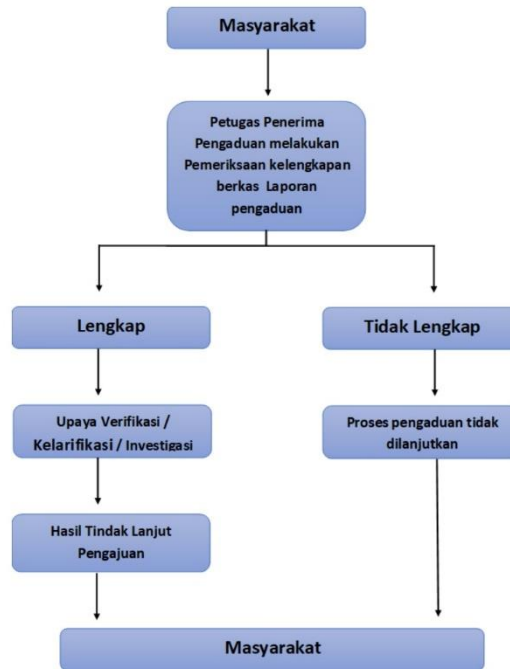 Masyarakat
Petugas Penerima
Pengaduan melakukan
Pemeriksaan kelengkapan
berkas Laporan
pengaduan
Lengkap
Tidak Lengkap
Upaya Verifikasi /
Kelarifikasi / Investigasi
Proses pengaduan tidak
dilanjutkan
Hasil Tindak Lanjut
Pengajuan
Masyarakat